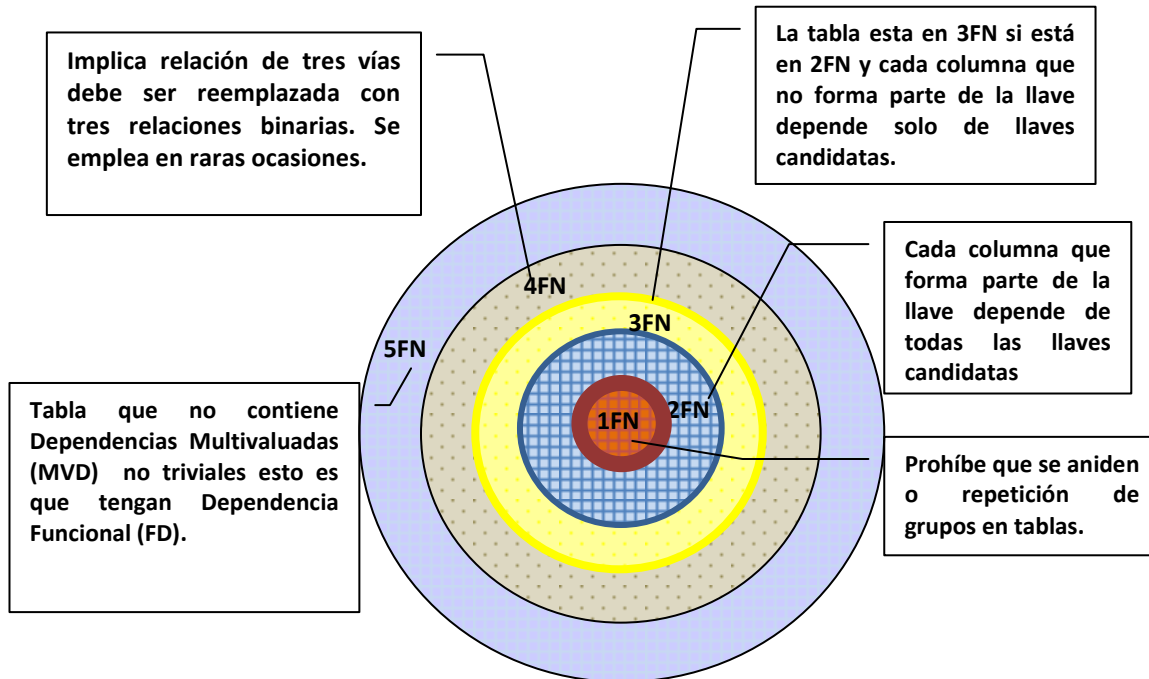 Implica relación de tres vías
debe ser reemplazada con
tres relaciones binarias. Se
emplea en raras ocasiones.
La tabla esta en 3FN si está
en 2FN y cada columna que
no forma parte de la llave
depende solo de llaves
candidatas.
Cada columna que
forma parte de la
llave depende de
todas las llaves
candidatas
4FN
3FN
5FN
2FN
1FN
Tabla que no contiene
Dependencias Multivaluadas
(MVD) no triviales esto es
que tengan Dependencia
Funcional (FD).
Prohíbe que se aniden
o repetición de
grupos en tablas.